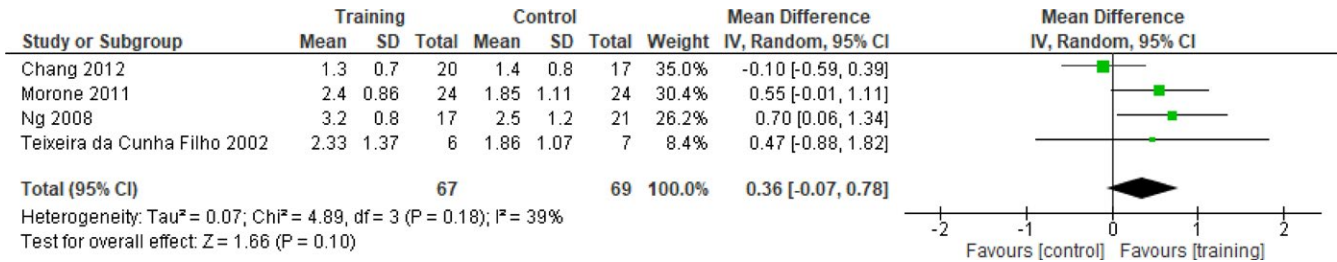 Training Control Mean Difference Mean Difference
Study or Subgroup Mean SD Total Mean SD Total Weight IV, Random, 95% CI IV, Random, 95% CI
Chang 2012 1.3 0.7 20 1.4 0.8 17 35.0% -0.10 [-0.59, 0.39]
Morone 2011 2.4 0.86 24 1.85 1.11 24 30.4% 0.55 [-0.01, 1.11]
Ng 2008 3.2 0.8 17 2.5 1.2 21 26.2% 0.70 [0.06, 1.34]
Teixeira da Cunha Filho 2002 2.33 1.37 6 1.86 1.07 7 8.4% 0.47 [-0.88, 1.82]
Total (95% CI) 67 69 100.0% 0.36 [-0.07, 0.78]
Heterogeneity: Tau² = 0.07; Chi² = 4.89, df = 3 (P = 0.18); I² = 39%
Test for overall effect: Z = 1.66 (P = 0.10)
-2 -1 0 1 2
Favours [control] Favours [training]